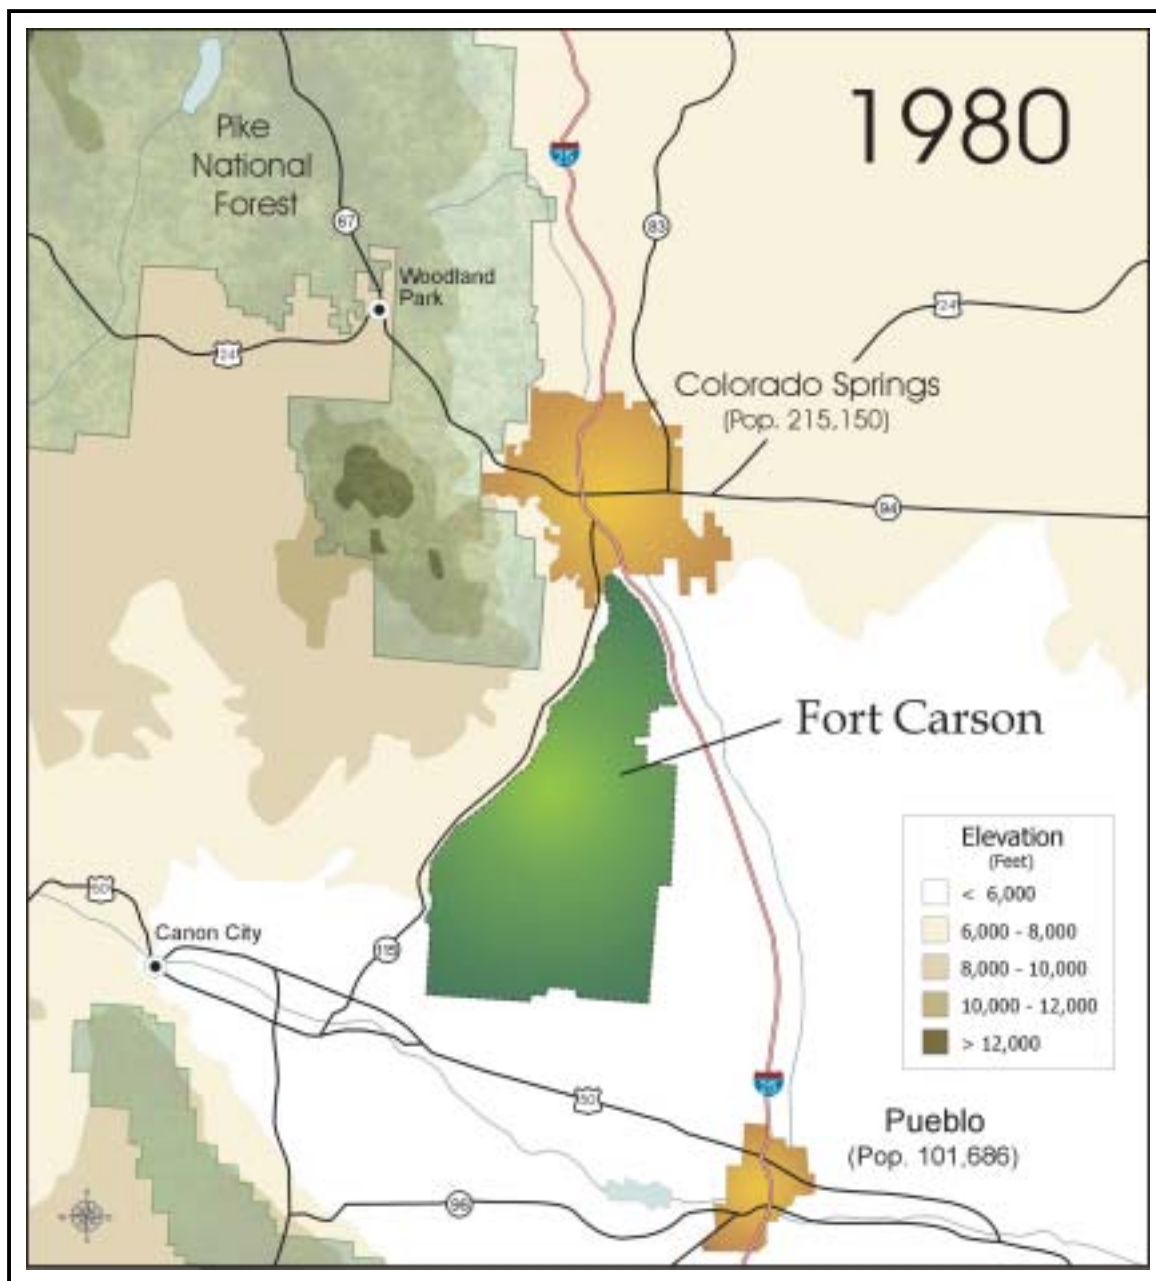 1980
Pike
National
Forest
25
67
83
Woodland
Park
24
24
Colorado Springs
(Pop. 215,150)
94
Fort Carson
Elevation
(Feet)
< 6,000
6,000 - 8,000
8,000 - 10,000
10,000 - 12,000
> 12,000
50
Canon City
115
25
50
Pueblo
(Pop. 101,686)
96